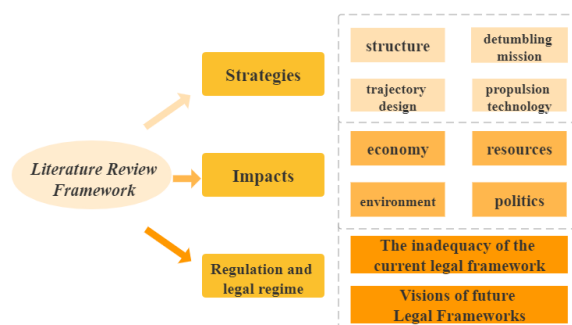 Literature Review
Framework
Strategies
structure
detumbling
mission
trajectory
design
propulsion
technology
Impacts
economy
resources
environment
politics
Regulation and
legal regime
The inadequacy of the
current legal framework
Visions of future
Legal Frameworks